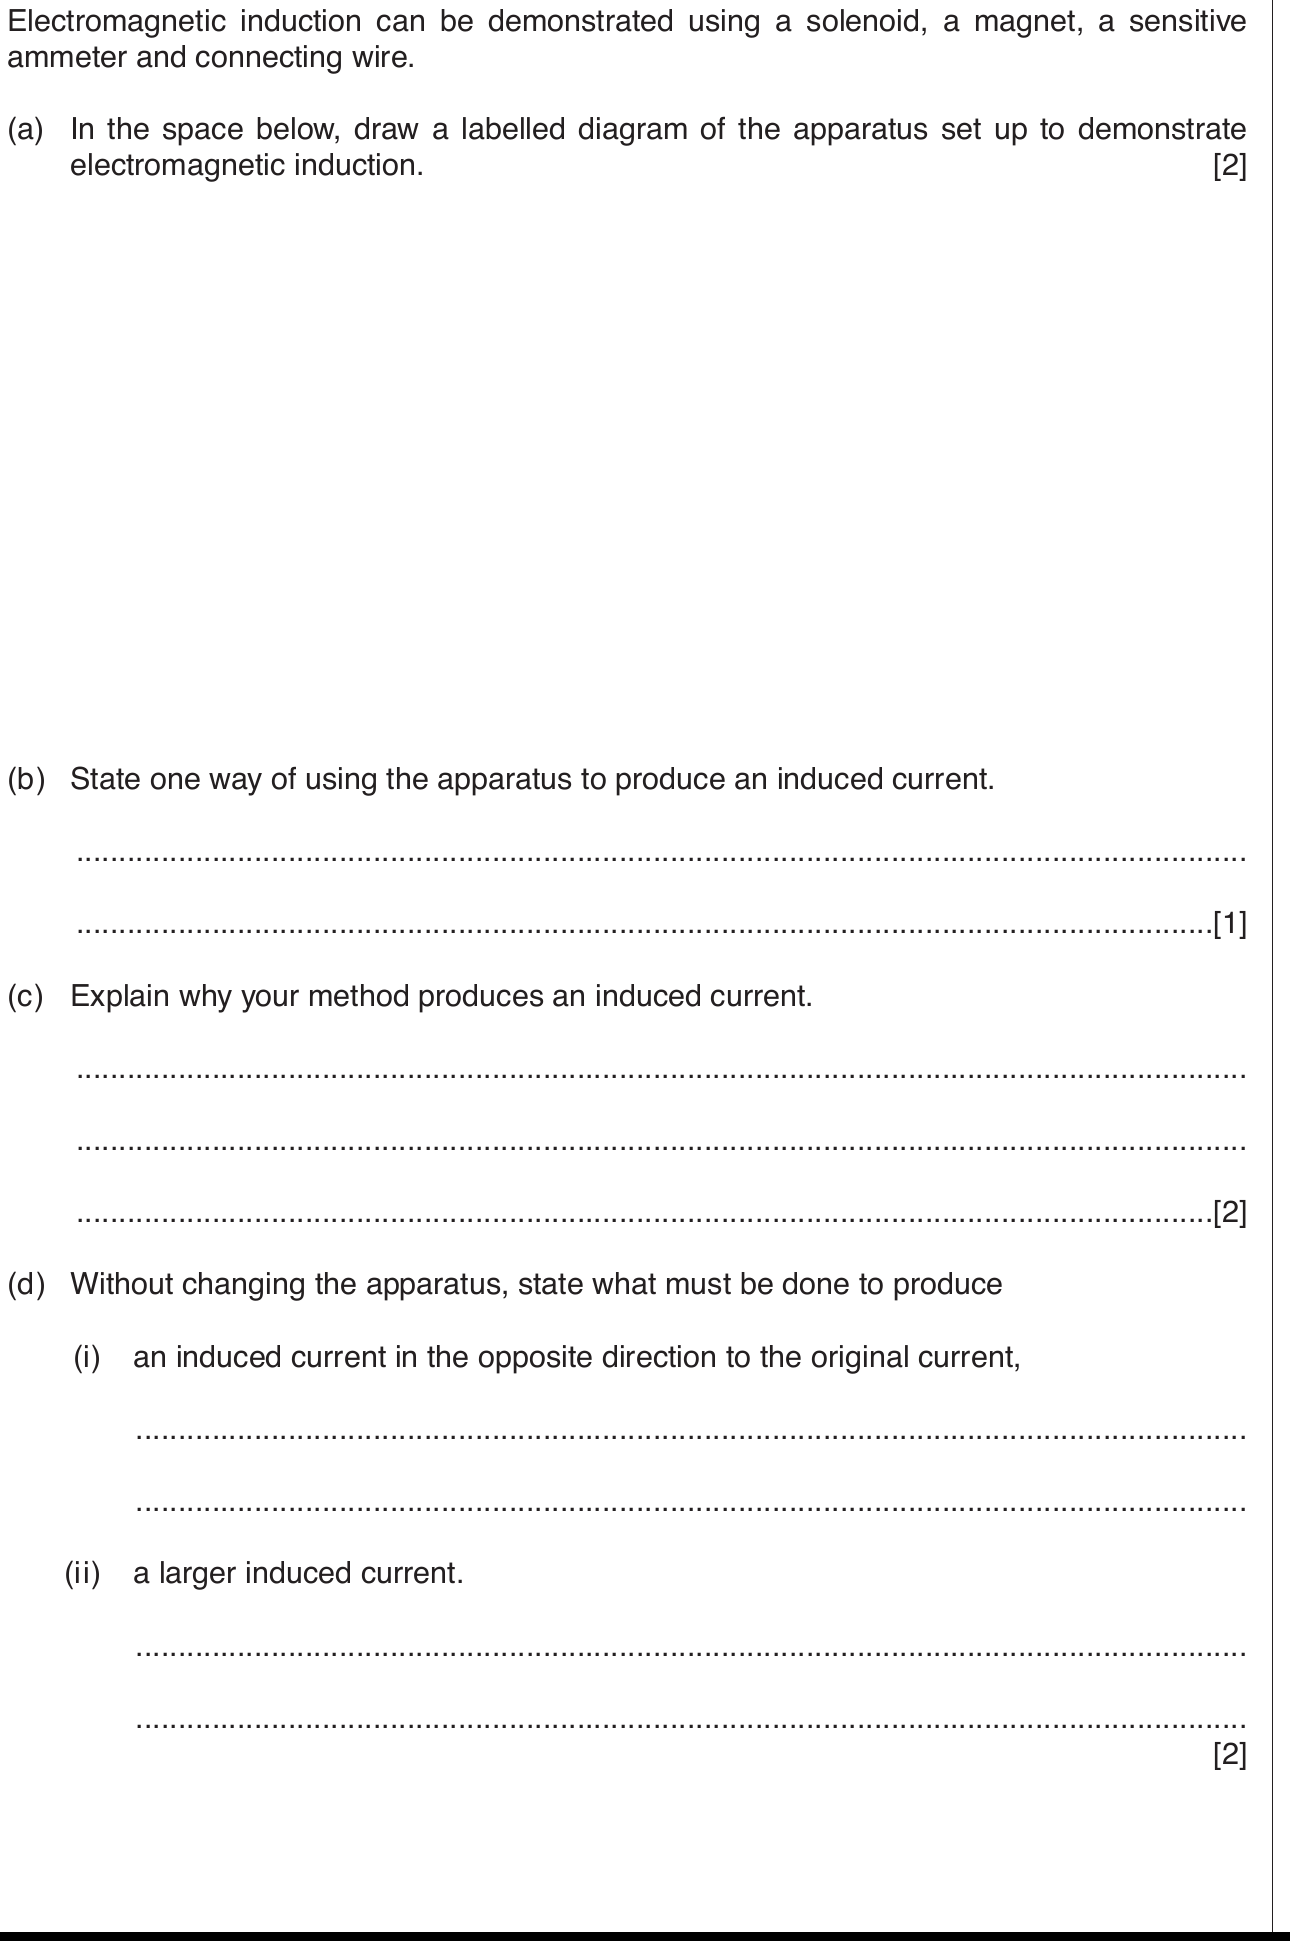 Electromagnetic induction can be demonstrated using a solenoid, a magnet, a sensitive
ammeter and connecting wire.
(a) In the space below, draw a labelled diagram of the apparatus set up to demonstrate
electromagnetic induction. [2]
(b) State one way of using the apparatus to produce an induced current.
..........................................................................................................................................
......................................................................................................................................[1]
(c) Explain why your method produces an induced current.
..........................................................................................................................................
..........................................................................................................................................
......................................................................................................................................[2]
(d) Without changing the apparatus, state what must be done to produce
(i) an induced current in the opposite direction to the original current,
...................................................................................................................................
...................................................................................................................................
(ii) a larger induced current.
...................................................................................................................................
...................................................................................................................................
[2]